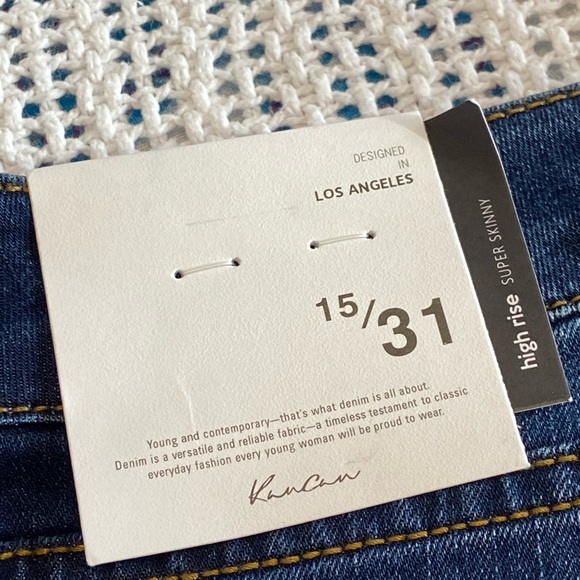 DESIGNED
IN
LOS ANGELES
15/31
Young and contemporary—that's what denim is all about.
Denim is a versatile and reliable fabric—a timeless testament to classic
everyday fashion every young woman will be proud to wear.
KanCan
high rise SUPER SKINNY